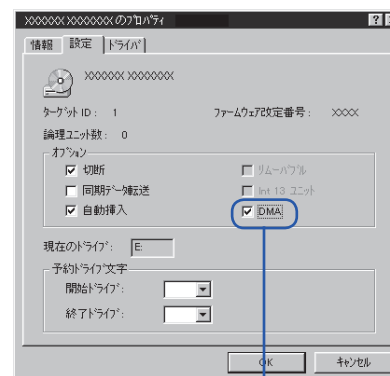 XXXXXX XXXXXXXのプロパティ
情報 設定 ドライバ
XXXXXX XXXXXXX
ターゲット ID: 1 ファームウェア改定番号: XXXX
論理ユニット数: 0
オプション
切断 リムーバブル
同期データ転送 Int 13 ユニット
自動挿入 DMA
現在のドライブ: E:
予約ドライブ文字
開始ドライブ:
終了ドライブ:
OK キャンセル